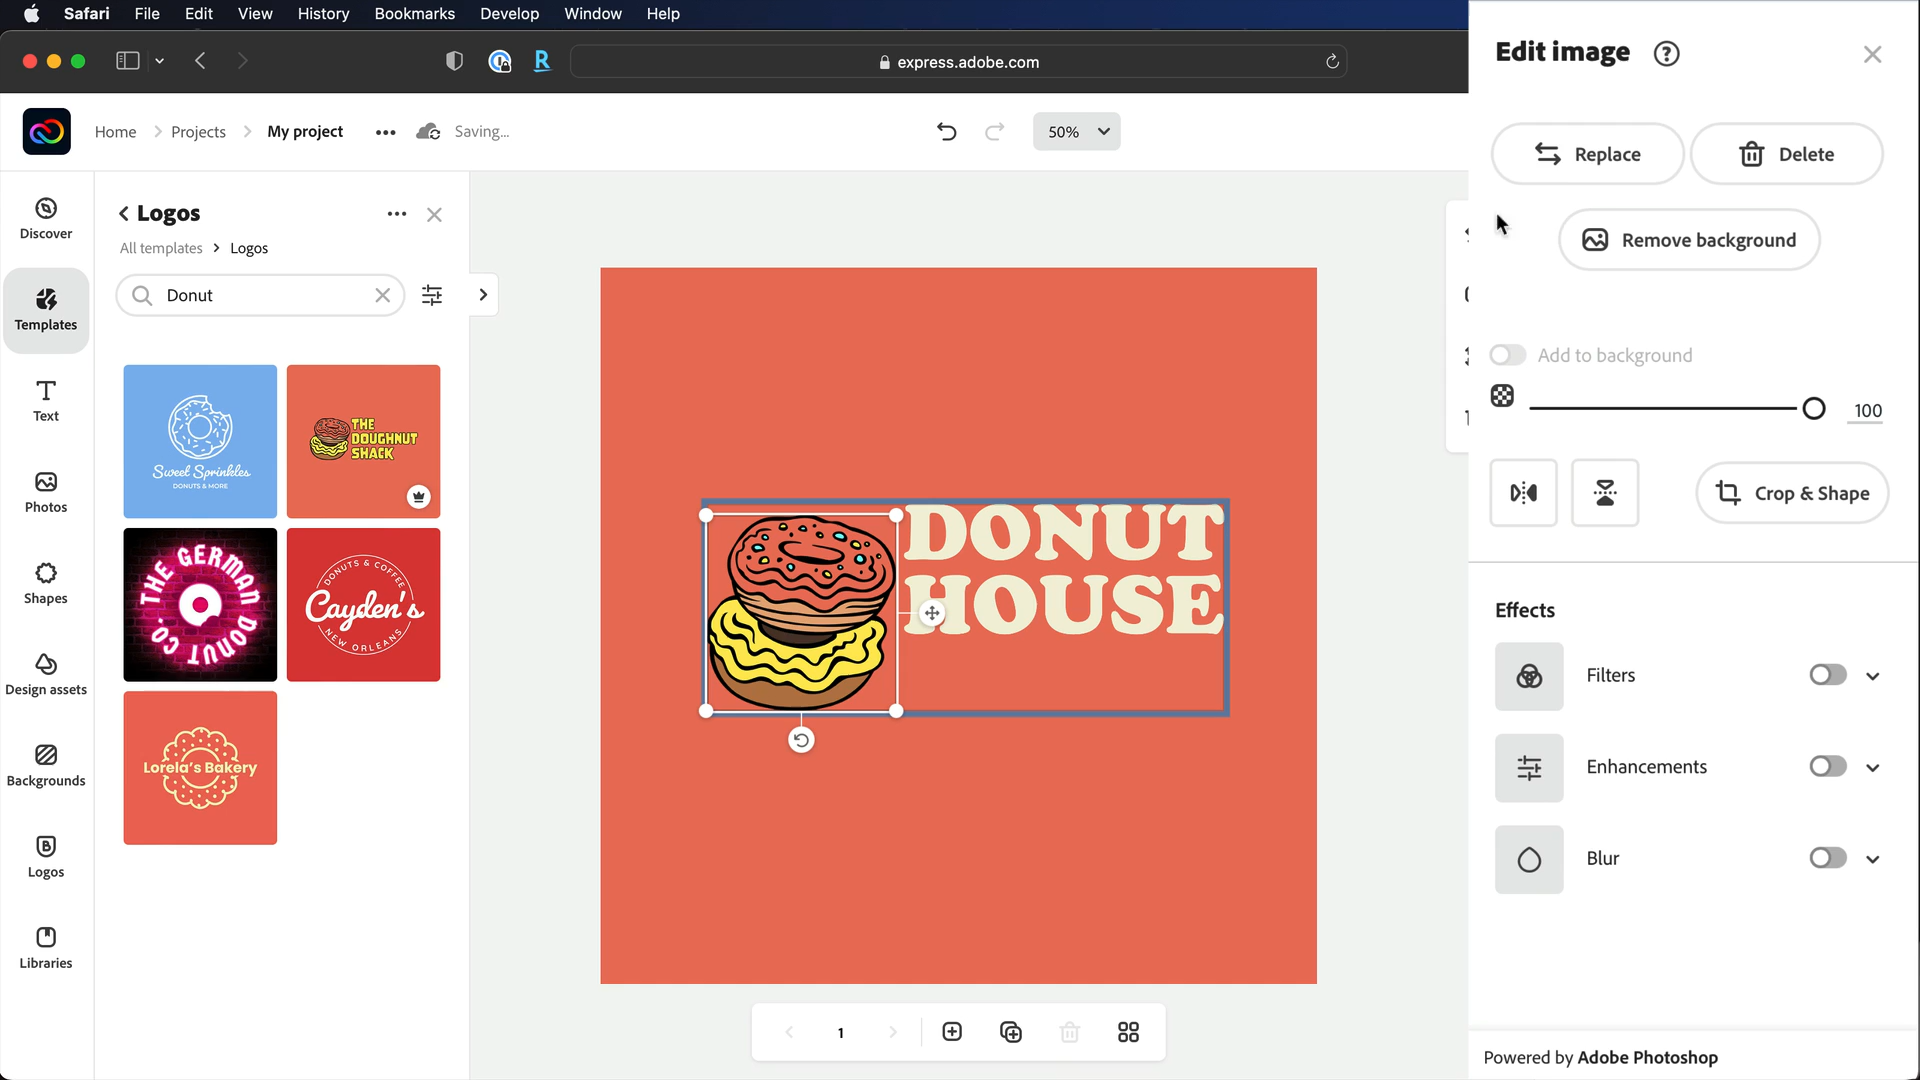 Safari File Edit View History Bookmarks Develop Window Help
express.adobe.com
Home Projects My project Saving...
50%
Discover
Templates
Text
Photos
Shapes
Design assets
Backgrounds
Logos
Libraries
Logos
All templates Logos
Donut
Sweet Sprinkles
DONUTS & MORE
THE
DOUGHNUT
SHACK
THE GERMAN
DONUT CO.
DONUTS & COFFEE
Cayden's
NEW ORLEANS
Lorela's Bakery
DONUT
HOUSE
1
Edit image
Replace Delete
Remove background
Add to background
100
Crop & Shape
Effects
Filters
Enhancements
Blur
Powered by Adobe Photoshop